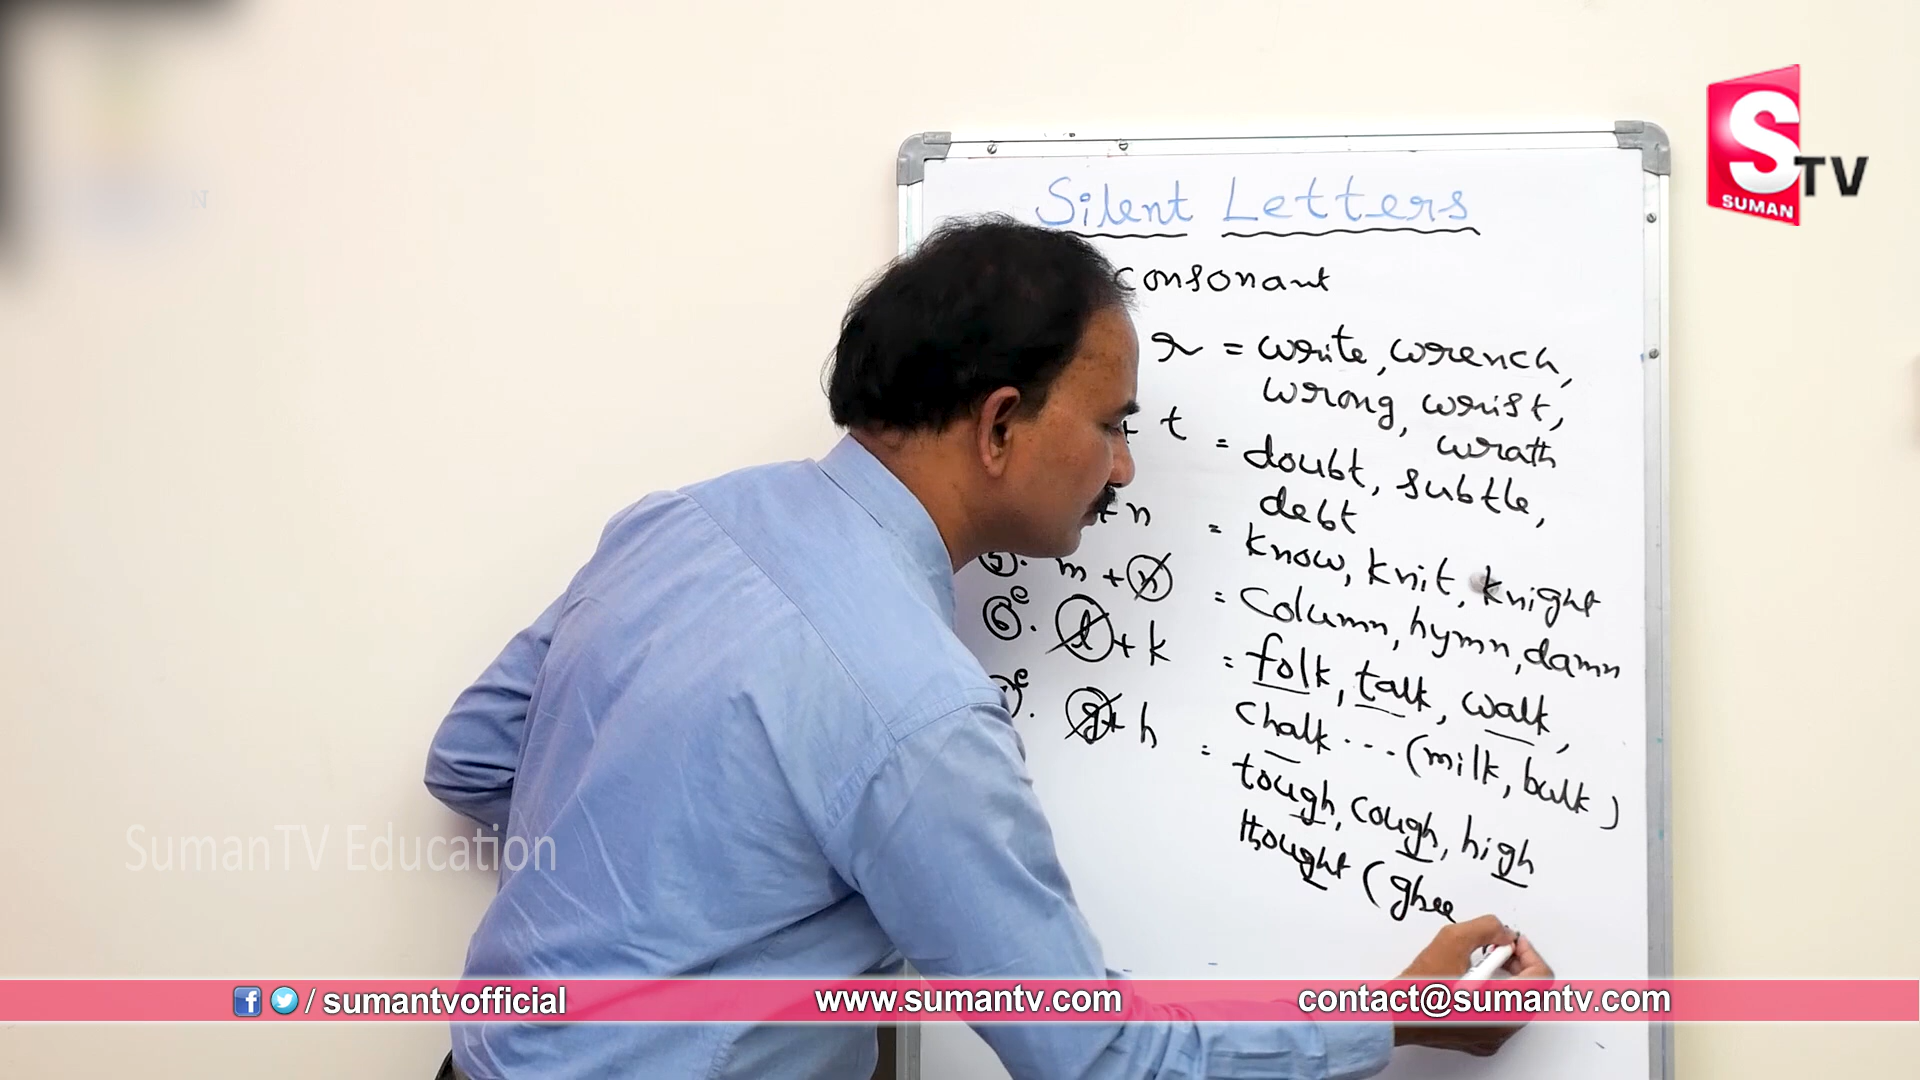 S
TV
SUMAN
Silent Letters
consonant
r = write, wrench,
wrong, wrist,
wrath
+ t = doubt, subtle,
debt
+ n = know, knit, knight
5. m + n = column, hymn, damn
6. l + k = folk, talk, walk,
chalk ... (milk, bulk)
g + h = tough, cough, high
thought (ghee
SumanTV Education
/ sumantvofficial
www.sumantv.com
contact@sumantv.com